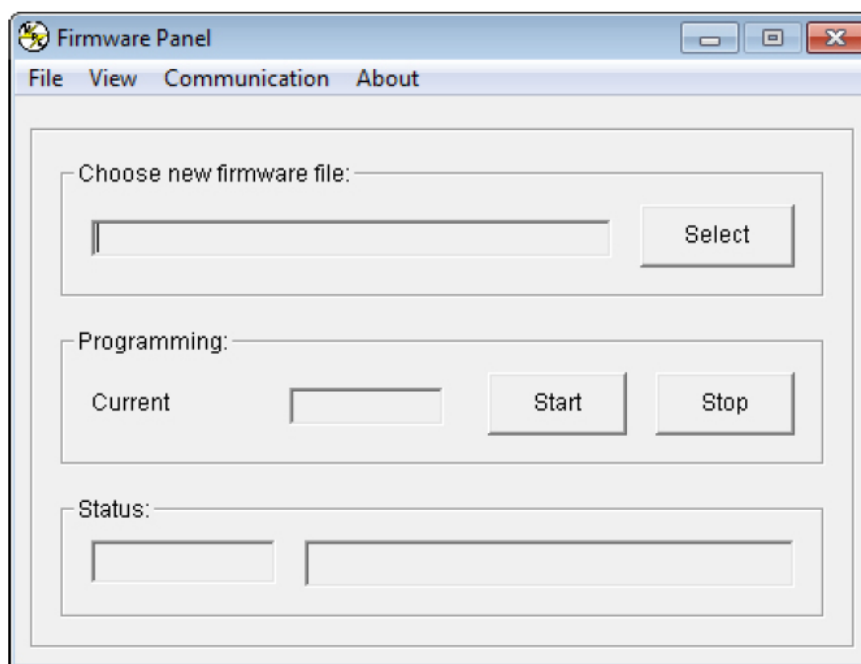 Firmware Panel
File View Communication About
Choose new firmware file:
Select
Programming:
Current Start Stop
Status: